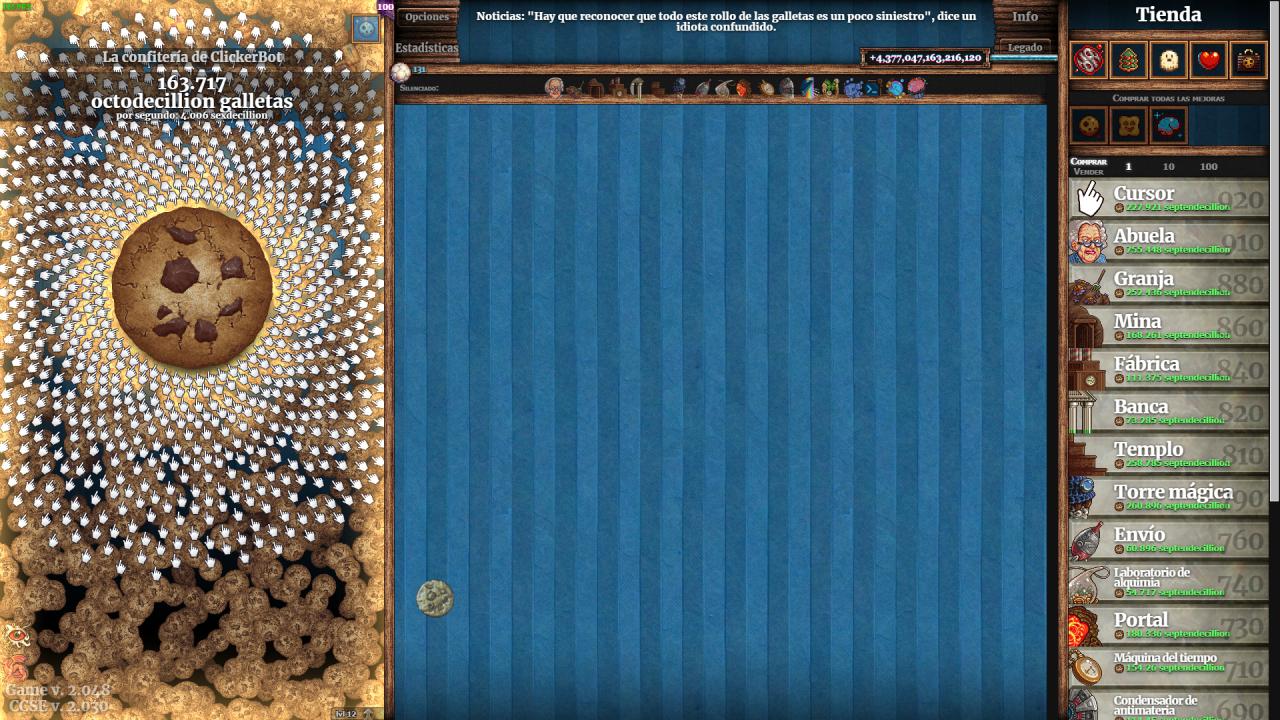 100
Opciones
Noticias: "Hay que reconocer que todo este rollo de las galletas es un poco siniestro", dice un
idiota confundido.
Info
Estadísticas
Legado
+4,377,047,163,216,120
La confitería de ClickerBot
163.717
octodecillion galletas
por segundo: 4.006 sexdecillion
131
Silenciado:
Tienda
Comprar todas las mejoras
Comprar
Vender
1
10
100
Cursor
227.921 septendecillion
920
Abuela
755.448 septendecillion
910
Granja
252.436 septendecillion
880
Mina
168.261 septendecillion
860
Fábrica
111.375 septendecillion
840
Banca
73.285 septendecillion
820
Templo
258.785 septendecillion
810
Torre mágica
260.896 septendecillion
790
Envío
60.896 septendecillion
760
Laboratorio de
alquimia
54.717 septendecillion
740
Portal
180.336 septendecillion
730
Máquina del tiempo
154.26 septendecillion
710
Condensador de
antimateria
690
Game v. 2.048
CCSE v. 2.030
lvl 12